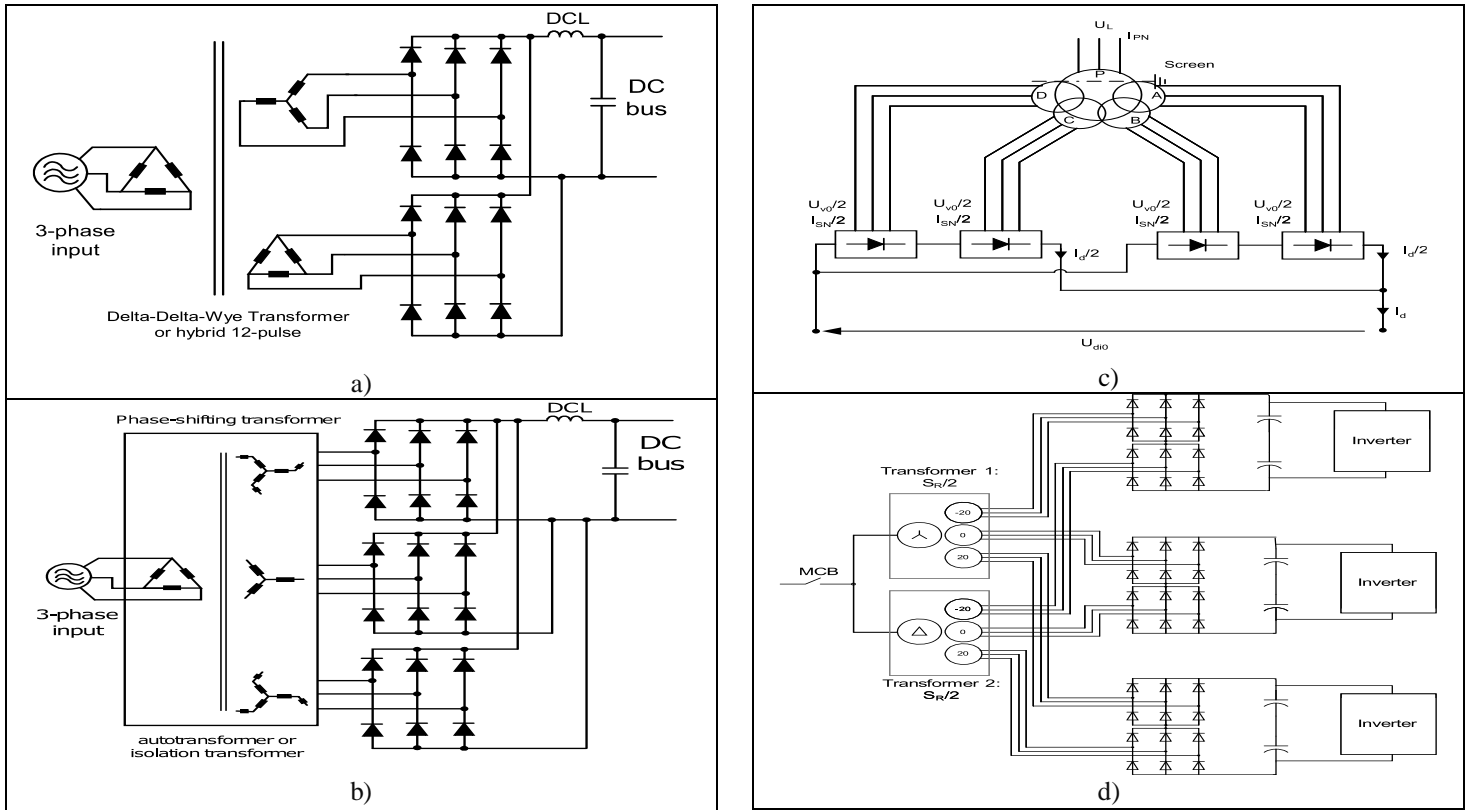 DCL
DC
bus
3-phase
input
Delta-Delta-Wye Transformer
or hybrid 12-pulse
a)
Phase-shifting transformer
DCL
DC
bus
3-phase
input
autotransformer or
isolation transformer
b)
U_L
I_PN
P
Screen
D
A
C
B
U_v0/2
I_SN/2
U_v0/2
I_SN/2
U_v0/2
I_SN/2
U_v0/2
I_SN/2
I_d/2
I_d/2
I_d
U_di0
c)
Inverter
Transformer 1:
S_R/2
-20
0
20
MCB
Inverter
-20
0
20
Transformer 2:
S_R/2
Inverter
d)